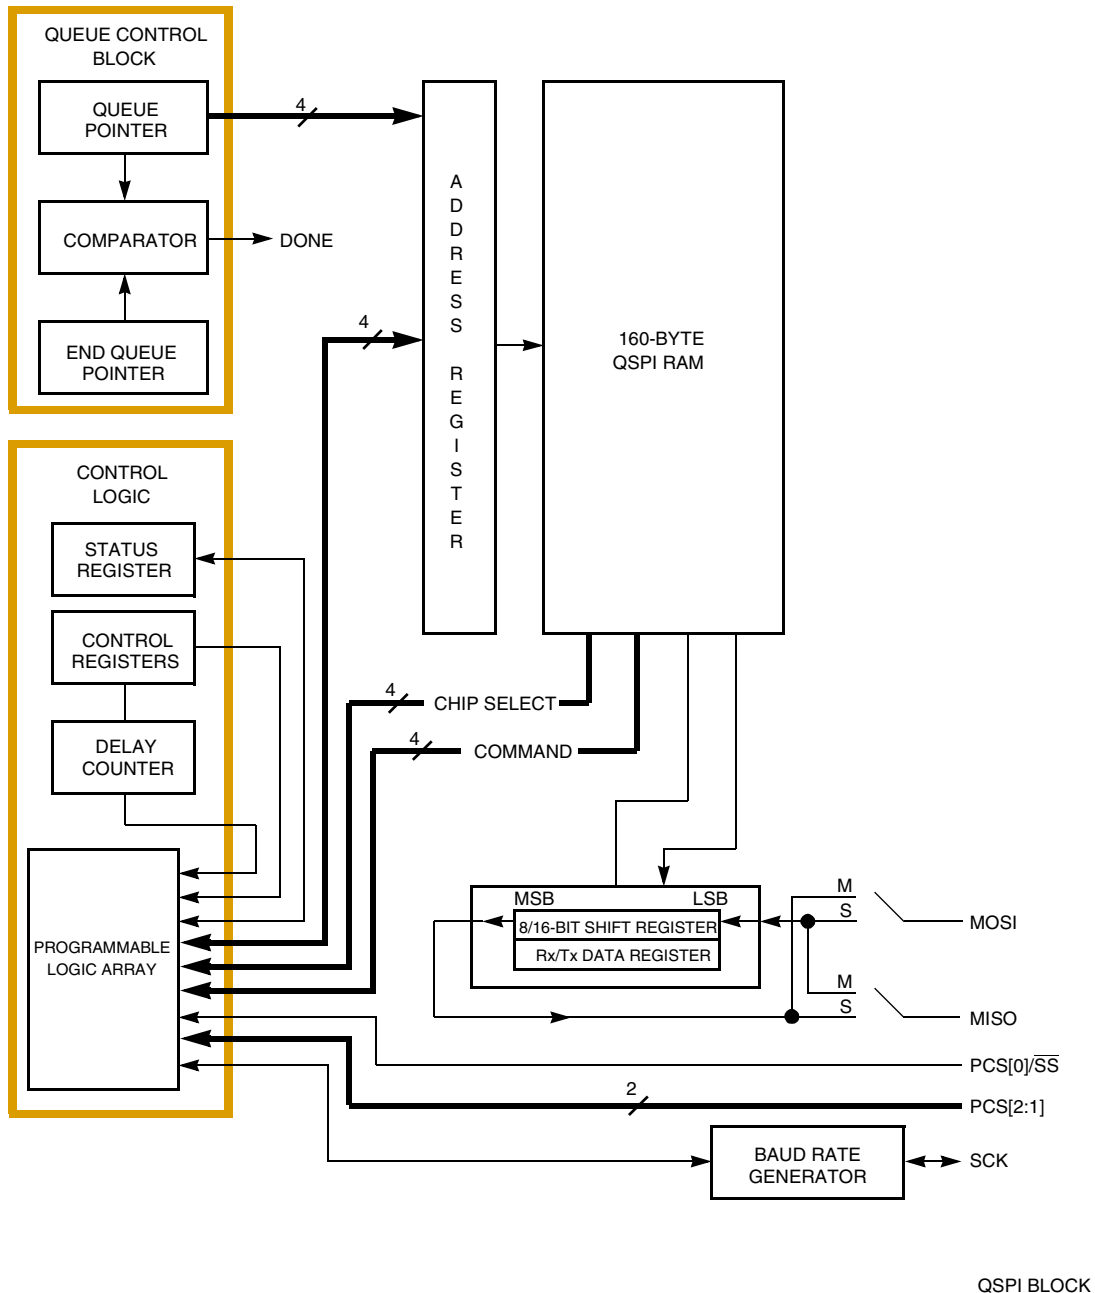 QUEUE CONTROL
BLOCK
QUEUE
POINTER
4
COMPARATOR
DONE
END QUEUE
POINTER
4
ADDRESS REGISTER
160-BYTE
QSPI RAM
CONTROL
LOGIC
STATUS
REGISTER
CONTROL
REGISTERS
DELAY
COUNTER
PROGRAMMABLE
LOGIC ARRAY
4
CHIP SELECT
4
COMMAND
MSB
LSB
8/16-BIT SHIFT REGISTER
Rx/Tx DATA REGISTER
M
S
MOSI
M
S
MISO
PCS[0]/S̅S̅
2
PCS[2:1]
BAUD RATE
GENERATOR
SCK
QSPI BLOCK